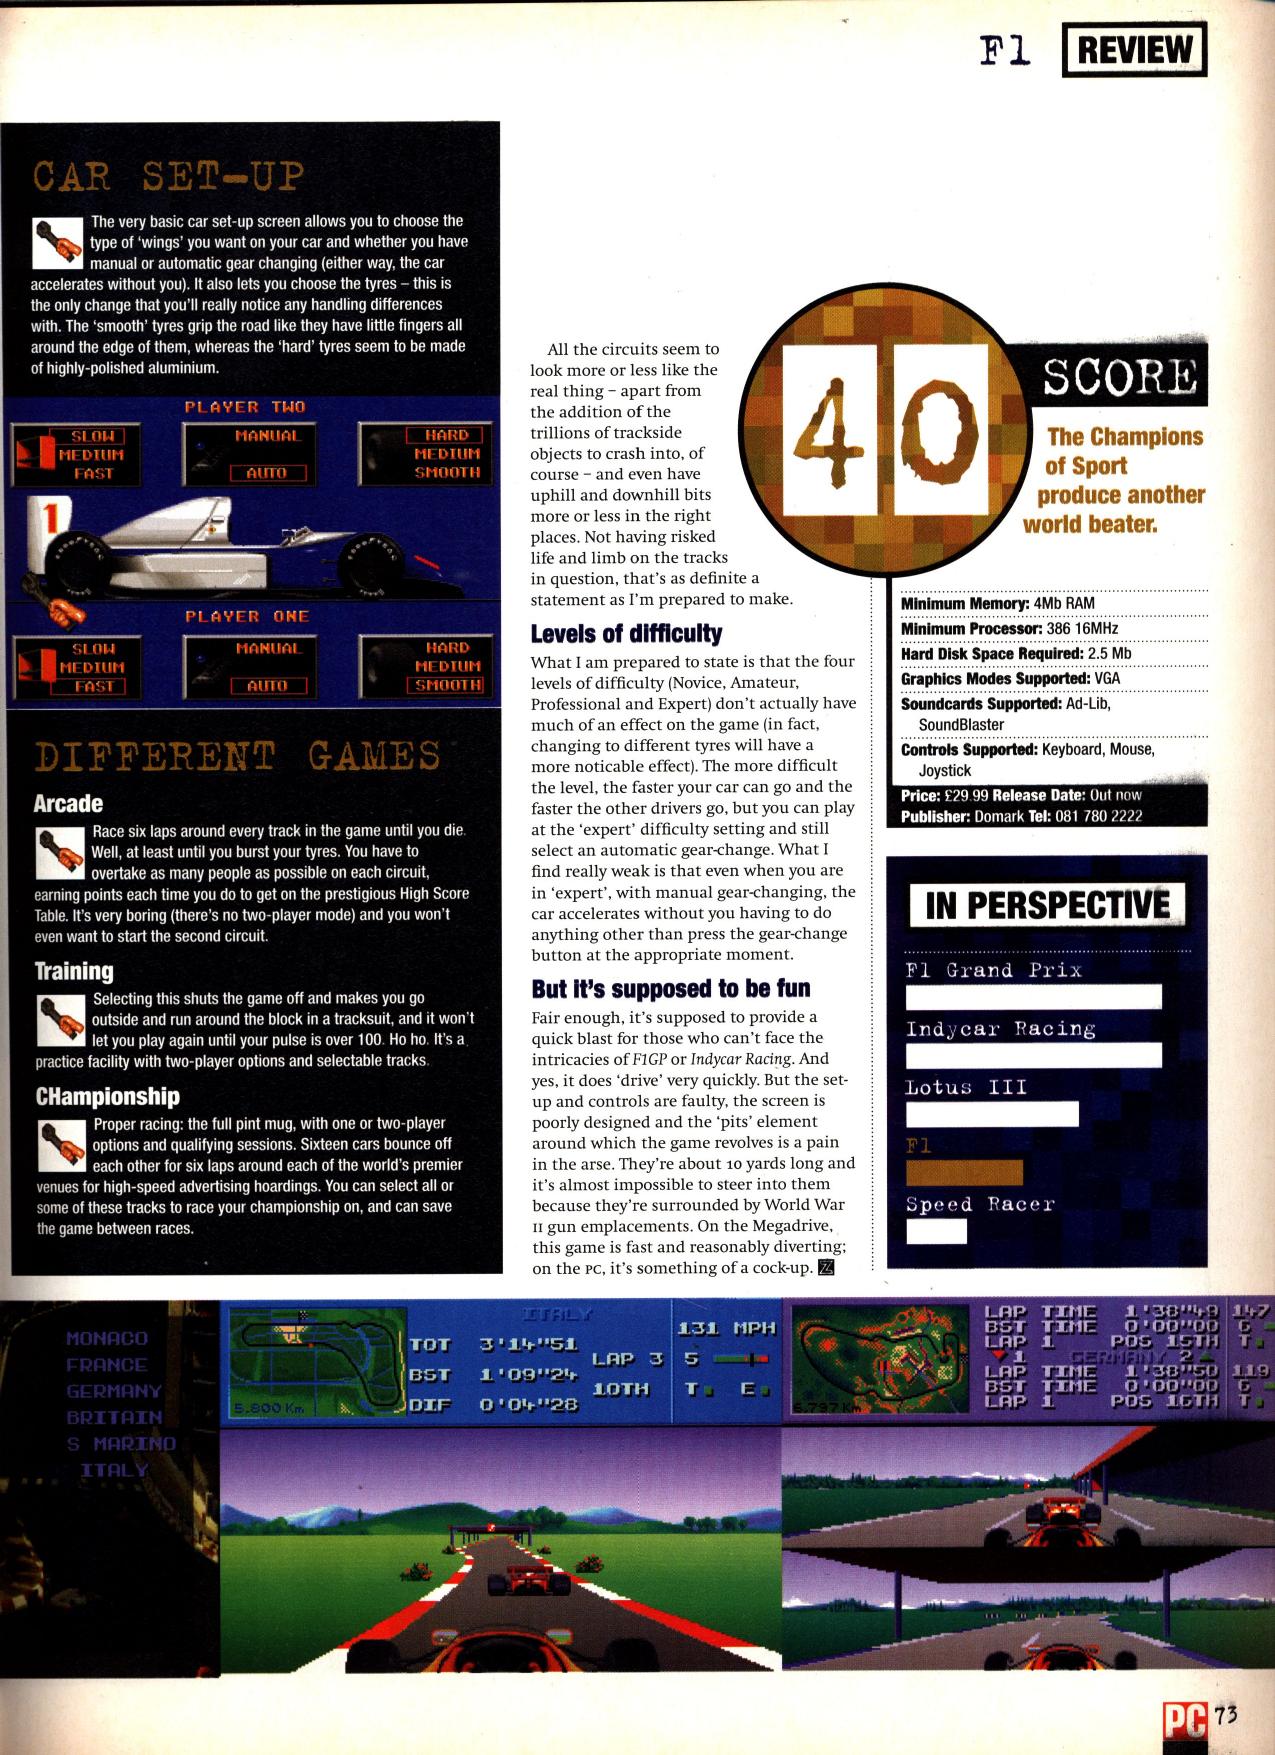 F1 REVIEW
CAR SET-UP
The very basic car set-up screen allows you to choose the
type of 'wings' you want on your car and whether you have
manual or automatic gear changing (either way, the car
accelerates without you). It also lets you choose the tyres – this is
the only change that you'll really notice any handling differences
with. The 'smooth' tyres grip the road like they have little fingers all
around the edge of them, whereas the 'hard' tyres seem to be made
of highly-polished aluminium.
PLAYER TWO
SLOW MANUAL HARD
MEDIUM MEDIUM
FAST AUTO SMOOTH
1
PLAYER ONE
SLOW MANUAL HARD
MEDIUM MEDIUM
FAST AUTO SMOOTH
DIFFERENT GAMES
Arcade
Race six laps around every track in the game until you die.
Well, at least until you burst your tyres. You have to
overtake as many people as possible on each circuit,
earning points each time you do to get on the prestigious High Score
Table. It's very boring (there's no two-player mode) and you won't
even want to start the second circuit.
Training
Selecting this shuts the game off and makes you go
outside and run around the block in a tracksuit, and it won't
let you play again until your pulse is over 100. Ho ho. It's a
practice facility with two-player options and selectable tracks.
CHampionship
Proper racing: the full pint mug, with one or two-player
options and qualifying sessions. Sixteen cars bounce off
each other for six laps around each of the world's premier
venues for high-speed advertising hoardings. You can select all or
some of these tracks to race your championship on, and can save
the game between races.
All the circuits seem to
look more or less like the
real thing – apart from
the addition of the
trillions of trackside
objects to crash into, of
course – and even have
uphill and downhill bits
more or less in the right
places. Not having risked
life and limb on the tracks
in question, that's as definite a
statement as I'm prepared to make.
Levels of difficulty
What I am prepared to state is that the four
levels of difficulty (Novice, Amateur,
Professional and Expert) don't actually have
much of an effect on the game (in fact,
changing to different tyres will have a
more noticable effect). The more difficult
the level, the faster your car can go and the
faster the other drivers go, but you can play
at the 'expert' difficulty setting and still
select an automatic gear-change. What I
find really weak is that even when you are
in 'expert', with manual gear-changing, the
car accelerates without you having to do
anything other than press the gear-change
button at the appropriate moment.
But it's supposed to be fun
Fair enough, it's supposed to provide a
quick blast for those who can't face the
intricacies of F1GP or Indycar Racing. And
yes, it does 'drive' very quickly. But the set-
up and controls are faulty, the screen is
poorly designed and the 'pits' element
around which the game revolves is a pain
in the arse. They're about 10 yards long and
it's almost impossible to steer into them
because they're surrounded by World War
II gun emplacements. On the Megadrive,
this game is fast and reasonably diverting;
on the PC, it's something of a cock-up. Z
40
SCORE
The Champions
of Sport
produce another
world beater.
Minimum Memory: 4Mb RAM
Minimum Processor: 386 16MHz
Hard Disk Space Required: 2.5 Mb
Graphics Modes Supported: VGA
Soundcards Supported: Ad-Lib,
SoundBlaster
Controls Supported: Keyboard, Mouse,
Joystick
Price: £29.99 Release Date: Out now
Publisher: Domark Tel: 081 780 2222
IN PERSPECTIVE
F1 Grand Prix
Indycar Racing
Lotus III
F1
Speed Racer
MONACO
FRANCE
GERMANY
BRITAIN
S MARINO
ITALY
ITALY
TOT 3'14"51 131 MPH
LAP 3 5
BST 1'09"24
10TH T E
DIF 0'04"28
5.800 Km
LAP TIME 1'38"49 147
BST TIME 0'00"00 6
LAP 1 POS 15TH T
1 GERMANY 2
LAP TIME 1'38"50 119
BST TIME 0'00"00 6
LAP 1 POS 16TH T
6.797 Km
PC 73